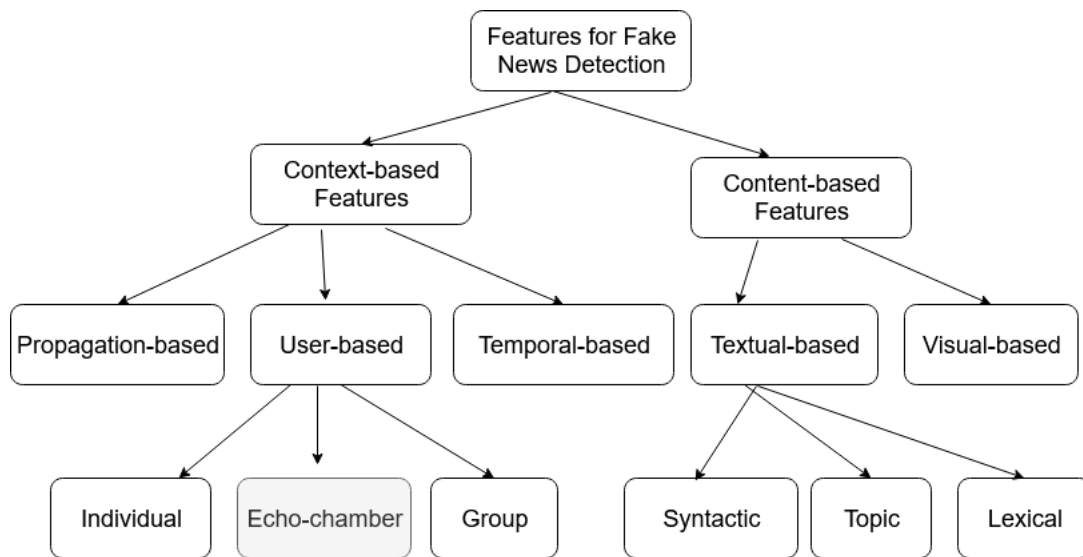 Features for Fake
News Detection
Context-based
Features
Content-based
Features
Propagation-based
User-based
Temporal-based
Textual-based
Visual-based
Individual
Echo-chamber
Group
Syntactic
Topic
Lexical